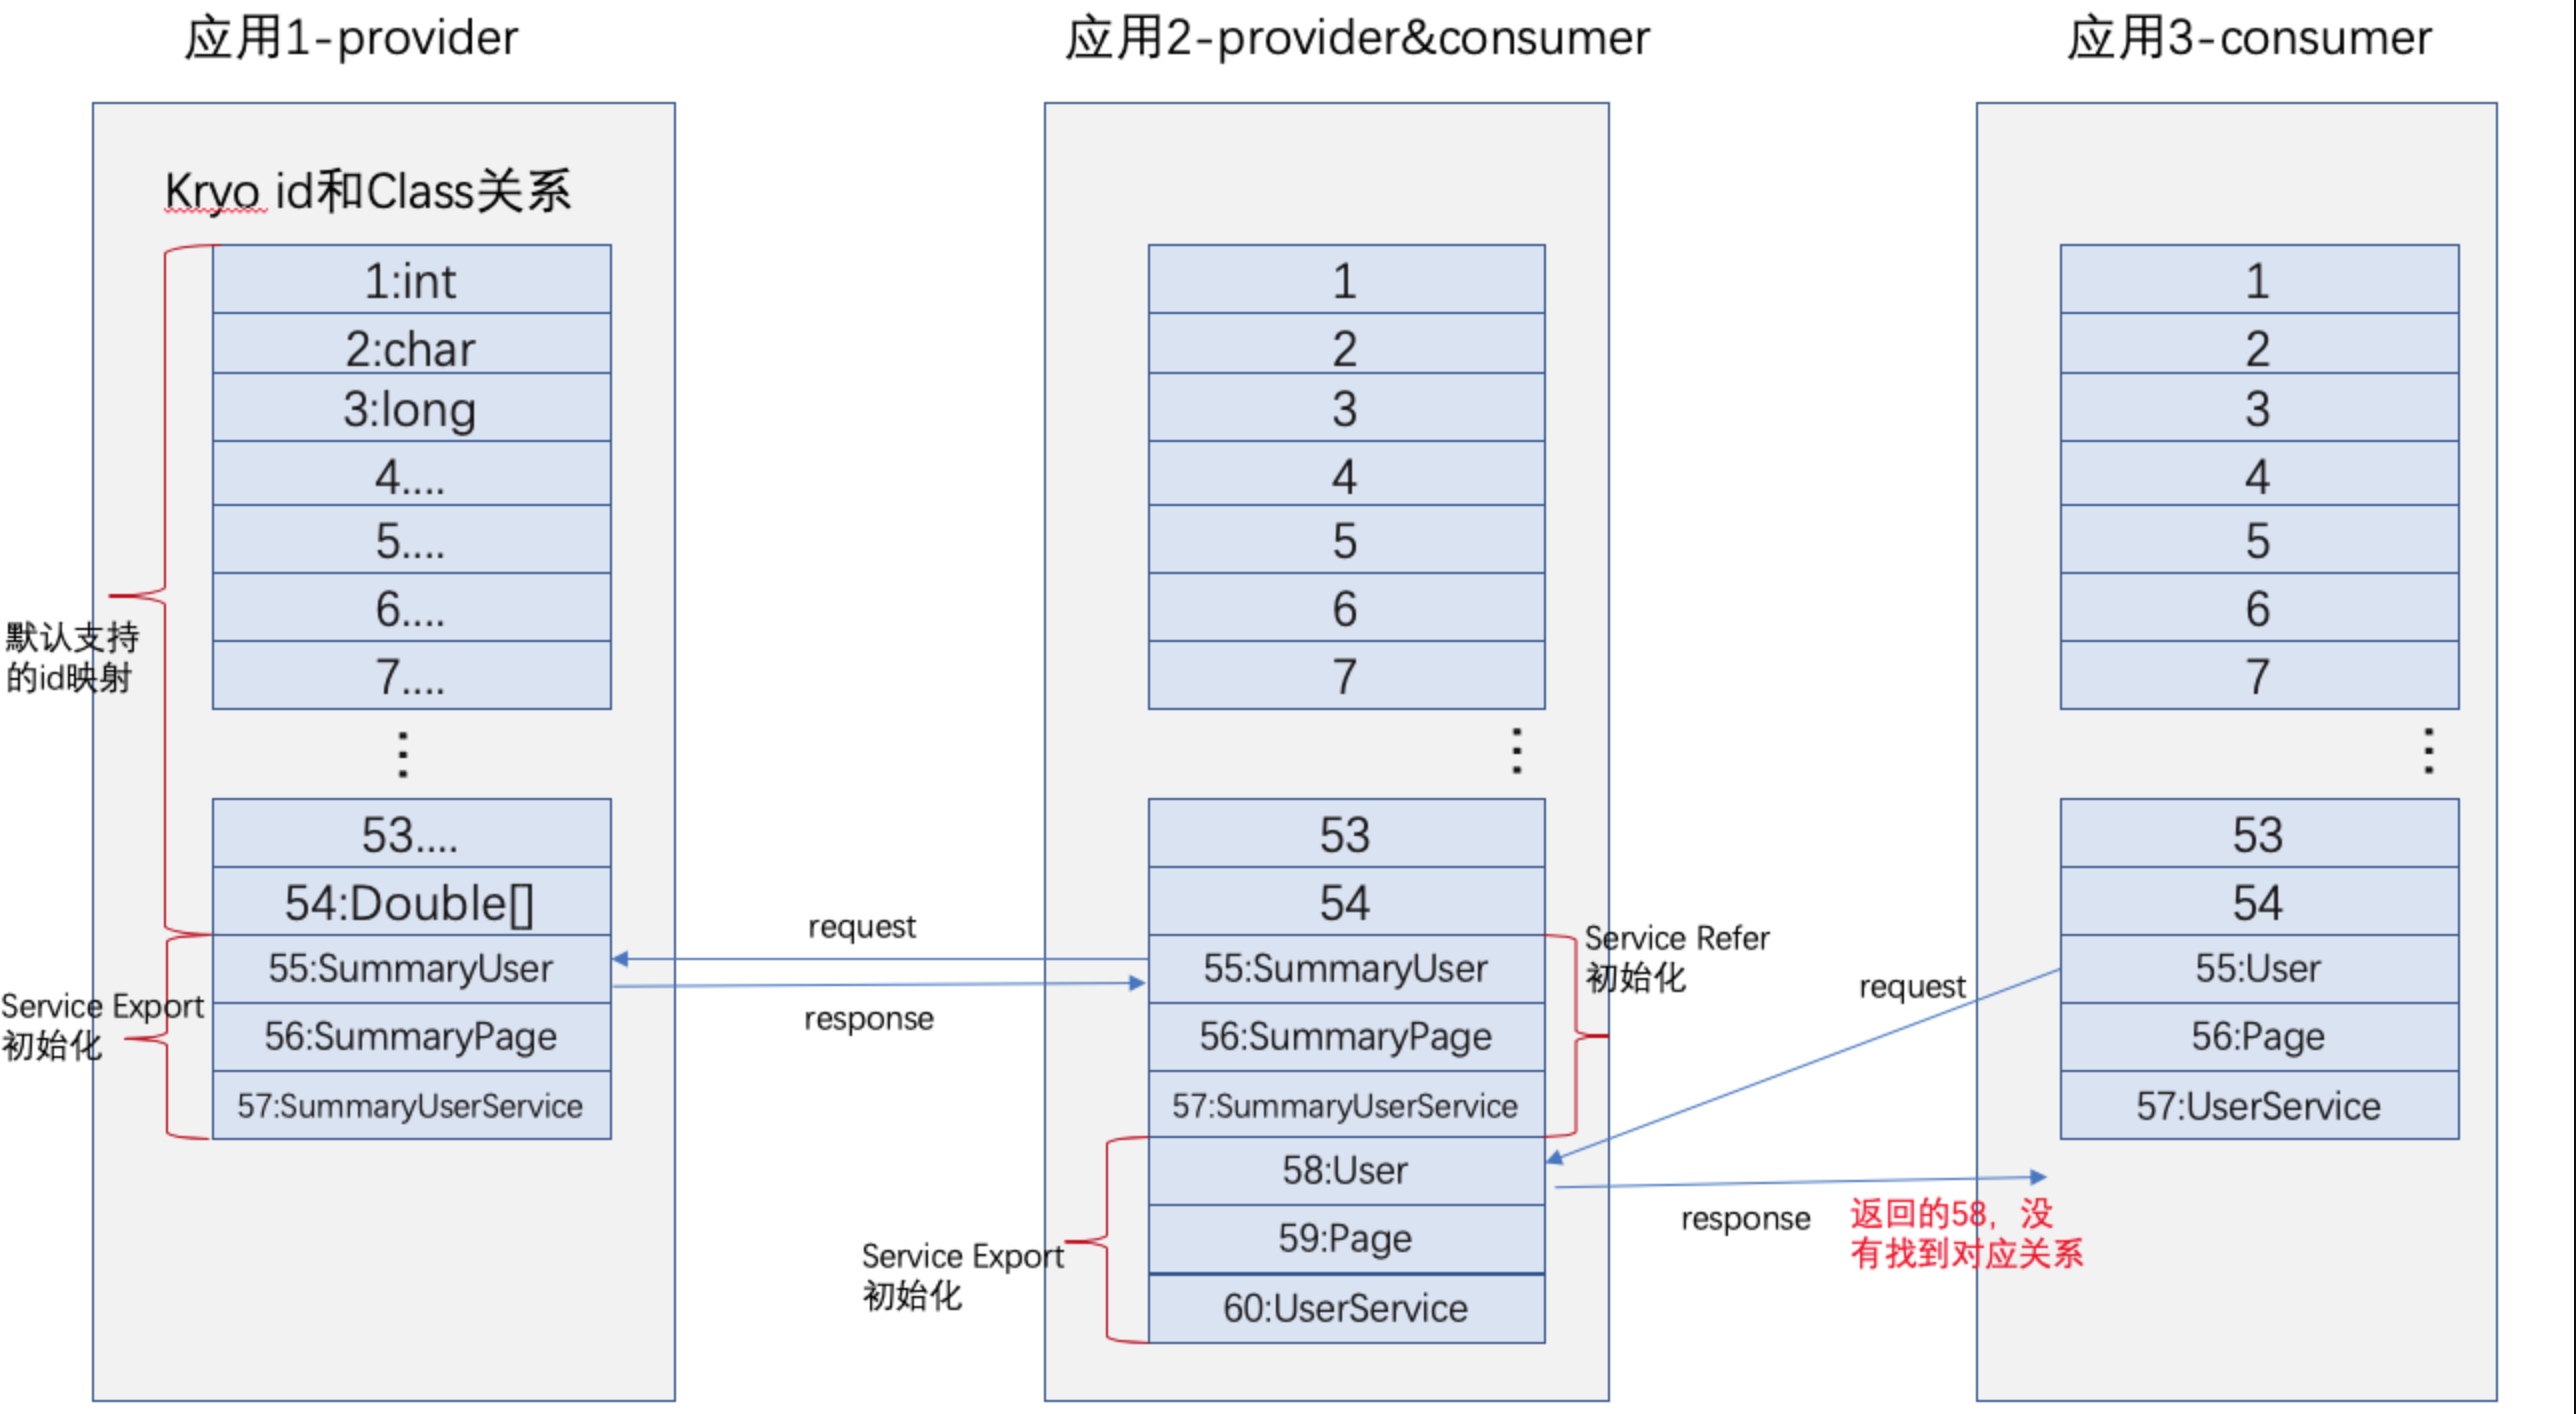 应用1-provider
Kryo id和Class关系
1:int
2:char
3:long
4....
5....
6....
7....
⋮
53....
54:Double[]
55:SummaryUser
56:SummaryPage
57:SummaryUserService
默认支持
的id映射
Service Export
初始化
request
response
应用2-provider&consumer
1
2
3
4
5
6
7
⋮
53
54
55:SummaryUser
56:SummaryPage
57:SummaryUserService
58:User
59:Page
60:UserService
Service Refer
初始化
Service Export
初始化
request
response
返回的58，没
有找到对应关系
应用3-consumer
1
2
3
4
5
6
7
⋮
53
54
55:User
56:Page
57:UserService